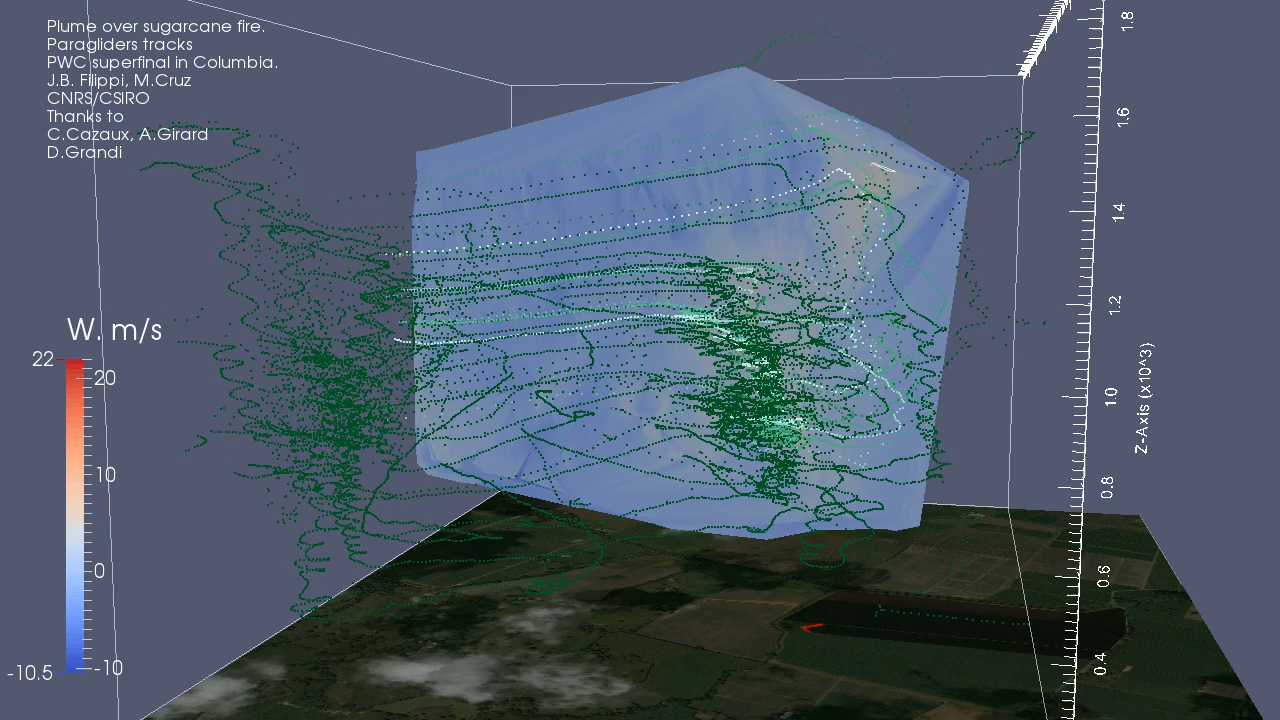 Plume over sugarcane fire.
Paragliders tracks
PWC superfinal in Columbia.
J.B. Filippi, M.Cruz
CNRS/CSIRO
Thanks to
C.Cazaux, A.Girard
D.Grandi
W. m/s
22
20
10
0
-10
-10.5
1.8
1.6
1.4
1.2
1.0
0.8
0.6
0.4
Z-Axis (x10^3)